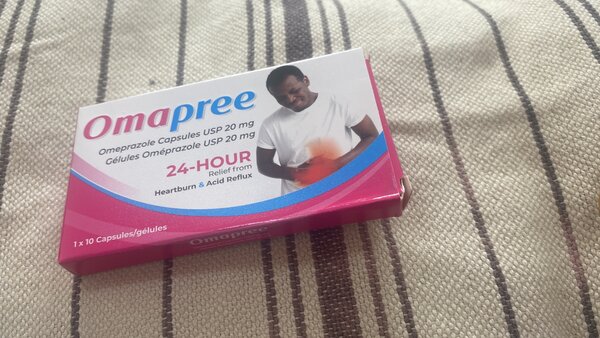 Omapree
Omeprazole Capsules USP 20 mg
Gélules Oméprazole USP 20 mg
24-HOUR
Relief from
Heartburn & Acid Reflux
1 x 10 Capsules/gélules
Omapree